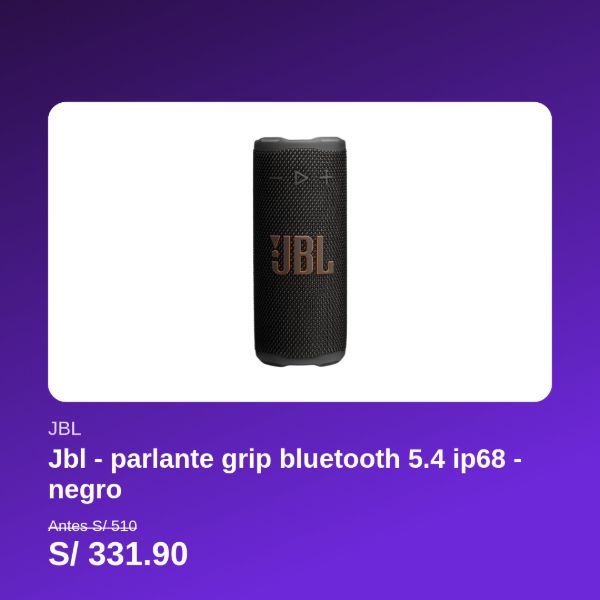 JBL
JBL
Jbl - parlante grip bluetooth 5.4 ip68 -
negro
Antes S/ 510
S/ 331.90